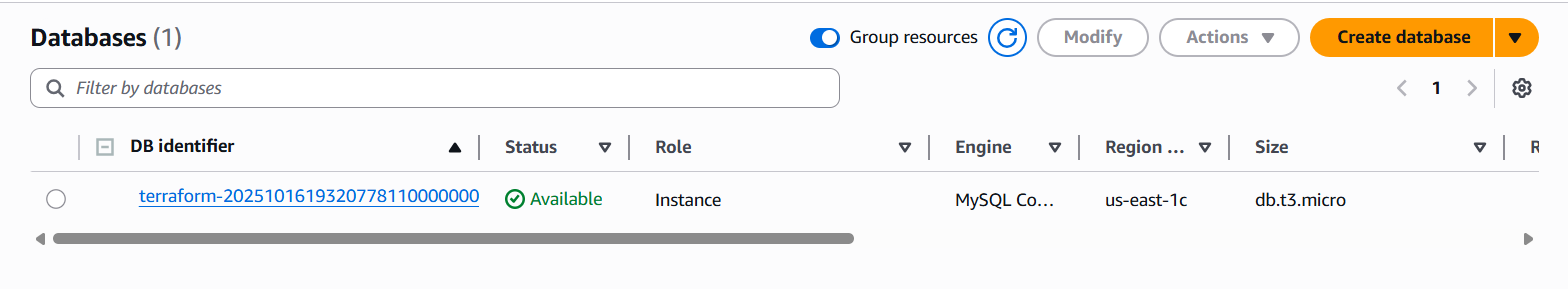 Databases (1)
Group resources
Modify
Actions
Create database
Filter by databases
1
DB identifier
Status
Role
Engine
Region ...
Size
R
terraform-20251016193207781100000000
Available
Instance
MySQL Co...
us-east-1c
db.t3.micro